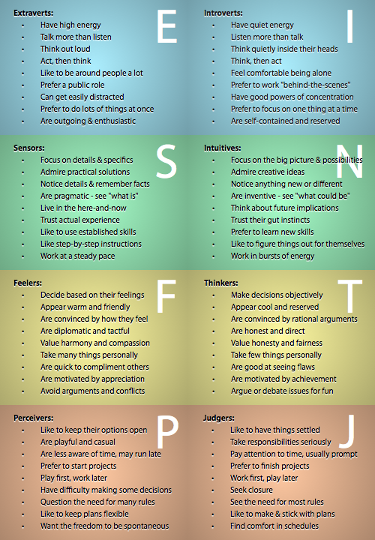 Extraverts:
E
• Have high energy
• Talk more than listen
• Think out loud
• Act, then think
• Like to be around people a lot
• Prefer a public role
• Can get easily distracted
• Prefer to do lots of things at once
• Are outgoing & enthusiastic
Introverts:
I
• Have quiet energy
• Listen more than talk
• Think quietly inside their heads
• Think, then act
• Feel comfortable being alone
• Prefer to work "behind-the-scenes"
• Have good powers of concentration
• Prefer to focus on one thing at a time
• Are self-contained and reserved
Sensors:
S
• Focus on details & specifics
• Admire practical solutions
• Notice details & remember facts
• Are pragmatic - see "what is"
• Live in the here-and-now
• Trust actual experience
• Like to use established skills
• Like step-by-step instructions
• Work at a steady pace
Intuitives:
N
• Focus on the big picture & possibilities
• Admire creative ideas
• Notice anything new or different
• Are inventive - see "what could be"
• Think about future implications
• Trust their gut instincts
• Prefer to learn new skills
• Like to figure things out for themselves
• Work in bursts of energy
Feelers:
F
• Decide based on their feelings
• Appear warm and friendly
• Are convinced by how they feel
• Are diplomatic and tactful
• Value harmony and compassion
• Take many things personally
• Are quick to compliment others
• Are motivated by appreciation
• Avoid arguments and conflicts
Thinkers:
T
• Make decisions objectively
• Appear cool and reserved
• Are convinced by rational arguments
• Are honest and direct
• Value honesty and fairness
• Take few things personally
• Are good at seeing flaws
• Are motivated by achievement
• Argue or debate issues for fun
Perceivers:
P
• Like to keep their options open
• Are playful and casual
• Are less aware of time, may run late
• Prefer to start projects
• Play first, work later
• Have difficulty making some decisions
• Question the need for many rules
• Like to keep plans flexible
• Want the freedom to be spontaneous
Judgers:
J
• Like to have things settled
• Take responsibilities seriously
• Pay attention to time, usually prompt
• Prefer to finish projects
• Work first, play later
• Seek closure
• See the need for most rules
• Like to make & stick with plans
• Find comfort in schedules